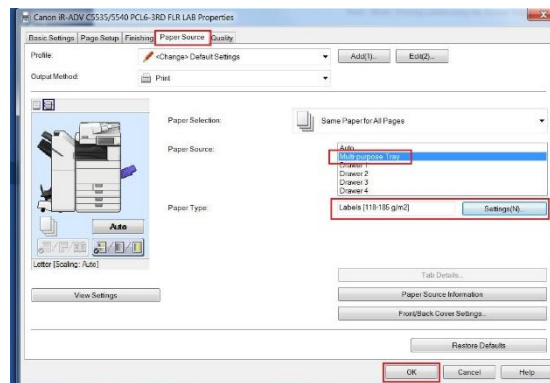 Canon iR-ADV C5535/5540 PCL6-3RD FLR LAB Properties
Basic Settings Page Setup Finishing Paper Source Quality
Profile: <Change> Default Settings Add(1)... Edit(2)...
Output Method: Print
Paper Selection: Same Paper for All Pages
Paper Source: Auto
Multi-purpose Tray
Drawer 1
Drawer 2
Drawer 3
Drawer 4
Paper Type: Labels [118-185 g/m2] Settings(N)...
Auto
Letter [Scaling: Auto]
Tab Details...
View Settings Paper Source Information
Front/Back Cover Settings...
Restore Defaults
OK Cancel Help